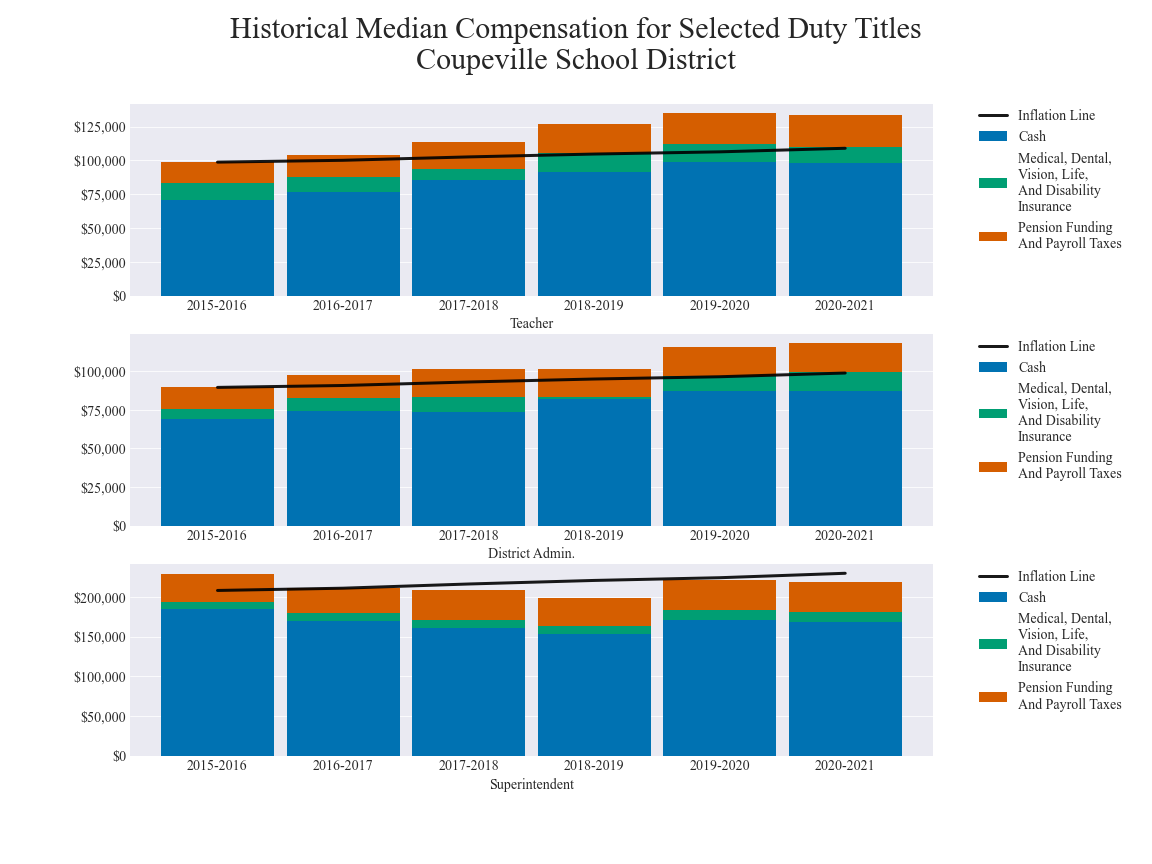 Historical Median Compensation for Selected Duty Titles
Coupeville School District
$125,000
$100,000
$75,000
$50,000
$25,000
$0
2015-2016 2016-2017 2017-2018 2018-2019 2019-2020 2020-2021
Teacher
Inflation Line
Cash
Medical, Dental,
Vision, Life,
And Disability
Insurance
Pension Funding
And Payroll Taxes
$100,000
$75,000
$50,000
$25,000
$0
2015-2016 2016-2017 2017-2018 2018-2019 2019-2020 2020-2021
District Admin.
Inflation Line
Cash
Medical, Dental,
Vision, Life,
And Disability
Insurance
Pension Funding
And Payroll Taxes
$200,000
$150,000
$100,000
$50,000
$0
2015-2016 2016-2017 2017-2018 2018-2019 2019-2020 2020-2021
Superintendent
Inflation Line
Cash
Medical, Dental,
Vision, Life,
And Disability
Insurance
Pension Funding
And Payroll Taxes